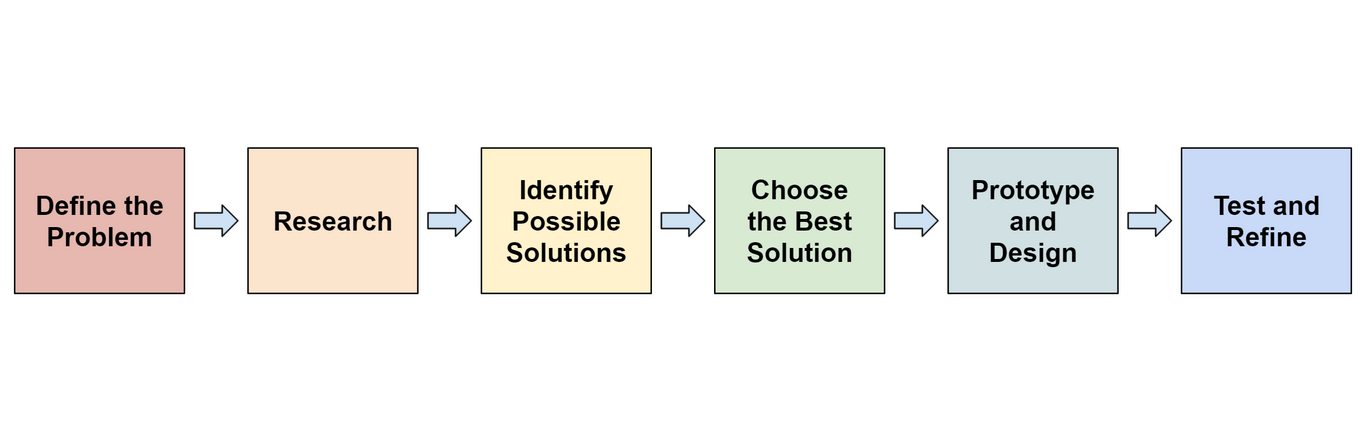 Define the
Problem
Research
Identify
Possible
Solutions
Choose
the Best
Solution
Prototype
and
Design
Test and
Refine